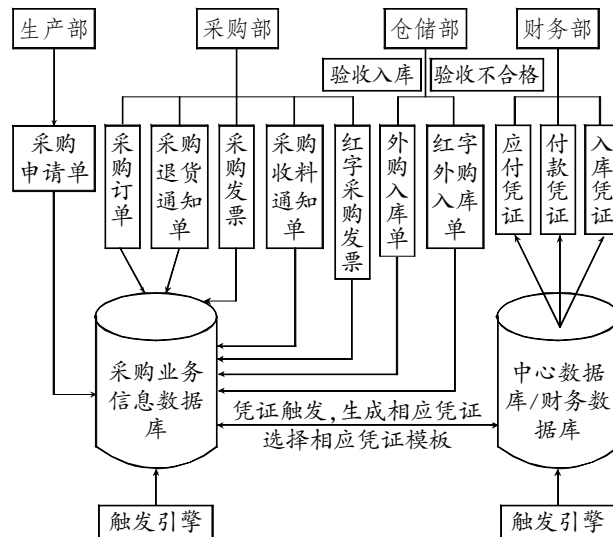 生产部
采购部
仓储部
财务部
验收入库
验收不合格
采购
申请单
采购订单
采购
退货
通知
单
采购发票
采购
收料
通知
单
红字采购发票
外购入库单
红字
外购
入库
单
应付凭证
付款凭证
入库凭证
采购业务
信息数据
库
中心数据
库/财务数
据库
凭证触发,生成相应凭证
选择相应凭证模板
触发引擎
触发引擎